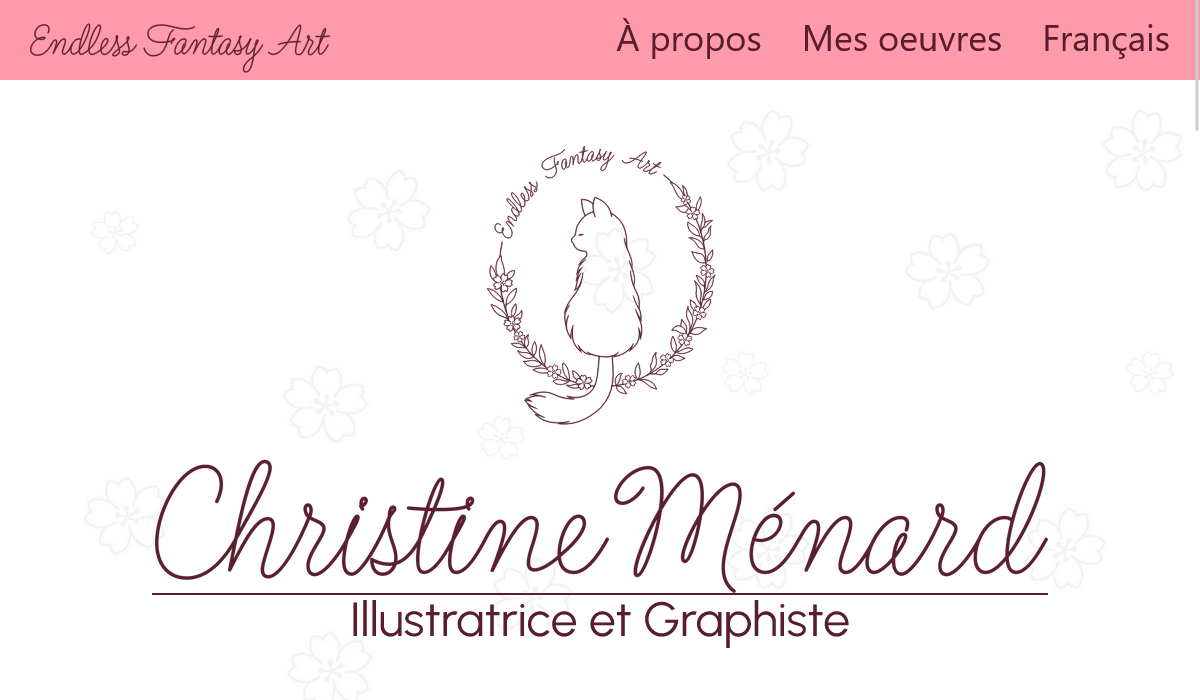 Endless Fantasy Art
À propos
Mes oeuvres
Français
Endless Fantasy Art
Christine Ménard
Illustratrice et Graphiste